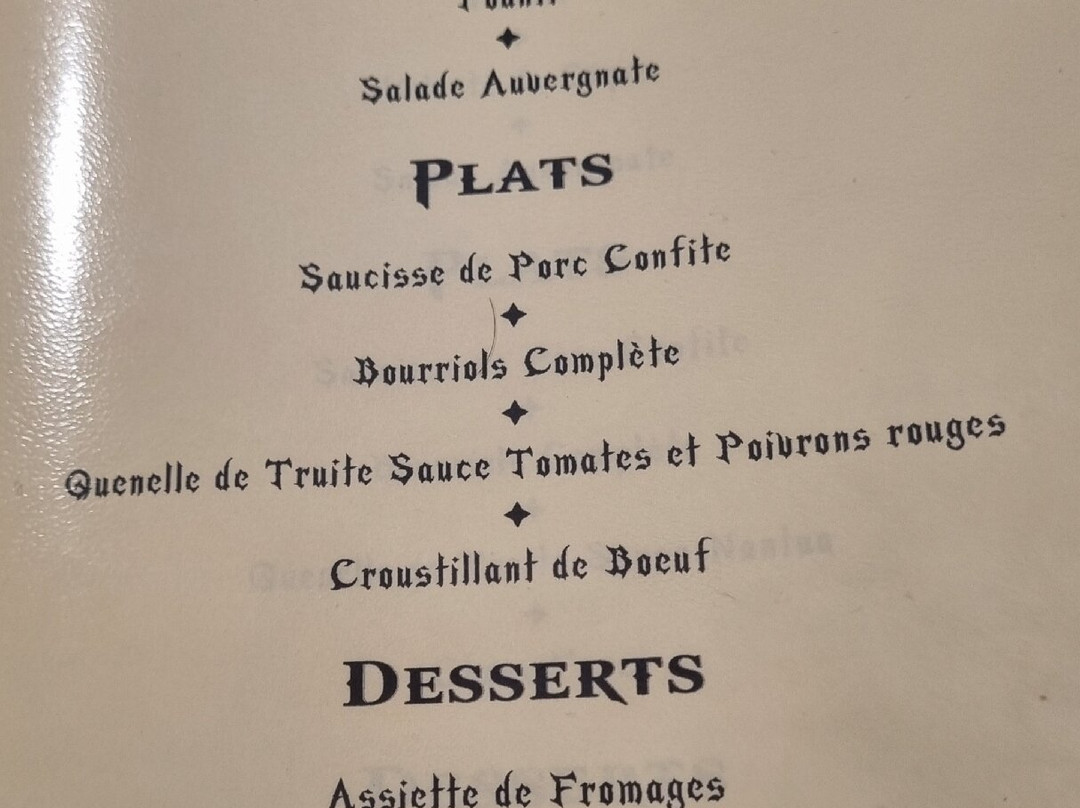 Salade Auvergnate
PLATS
Saucisse de Porc Confite
Bourriols Complète
Quenelle de Truite Sauce Tomates et Poivrons rouges
Croustillant de Boeuf
DESSERTS
Assiette de Fromages